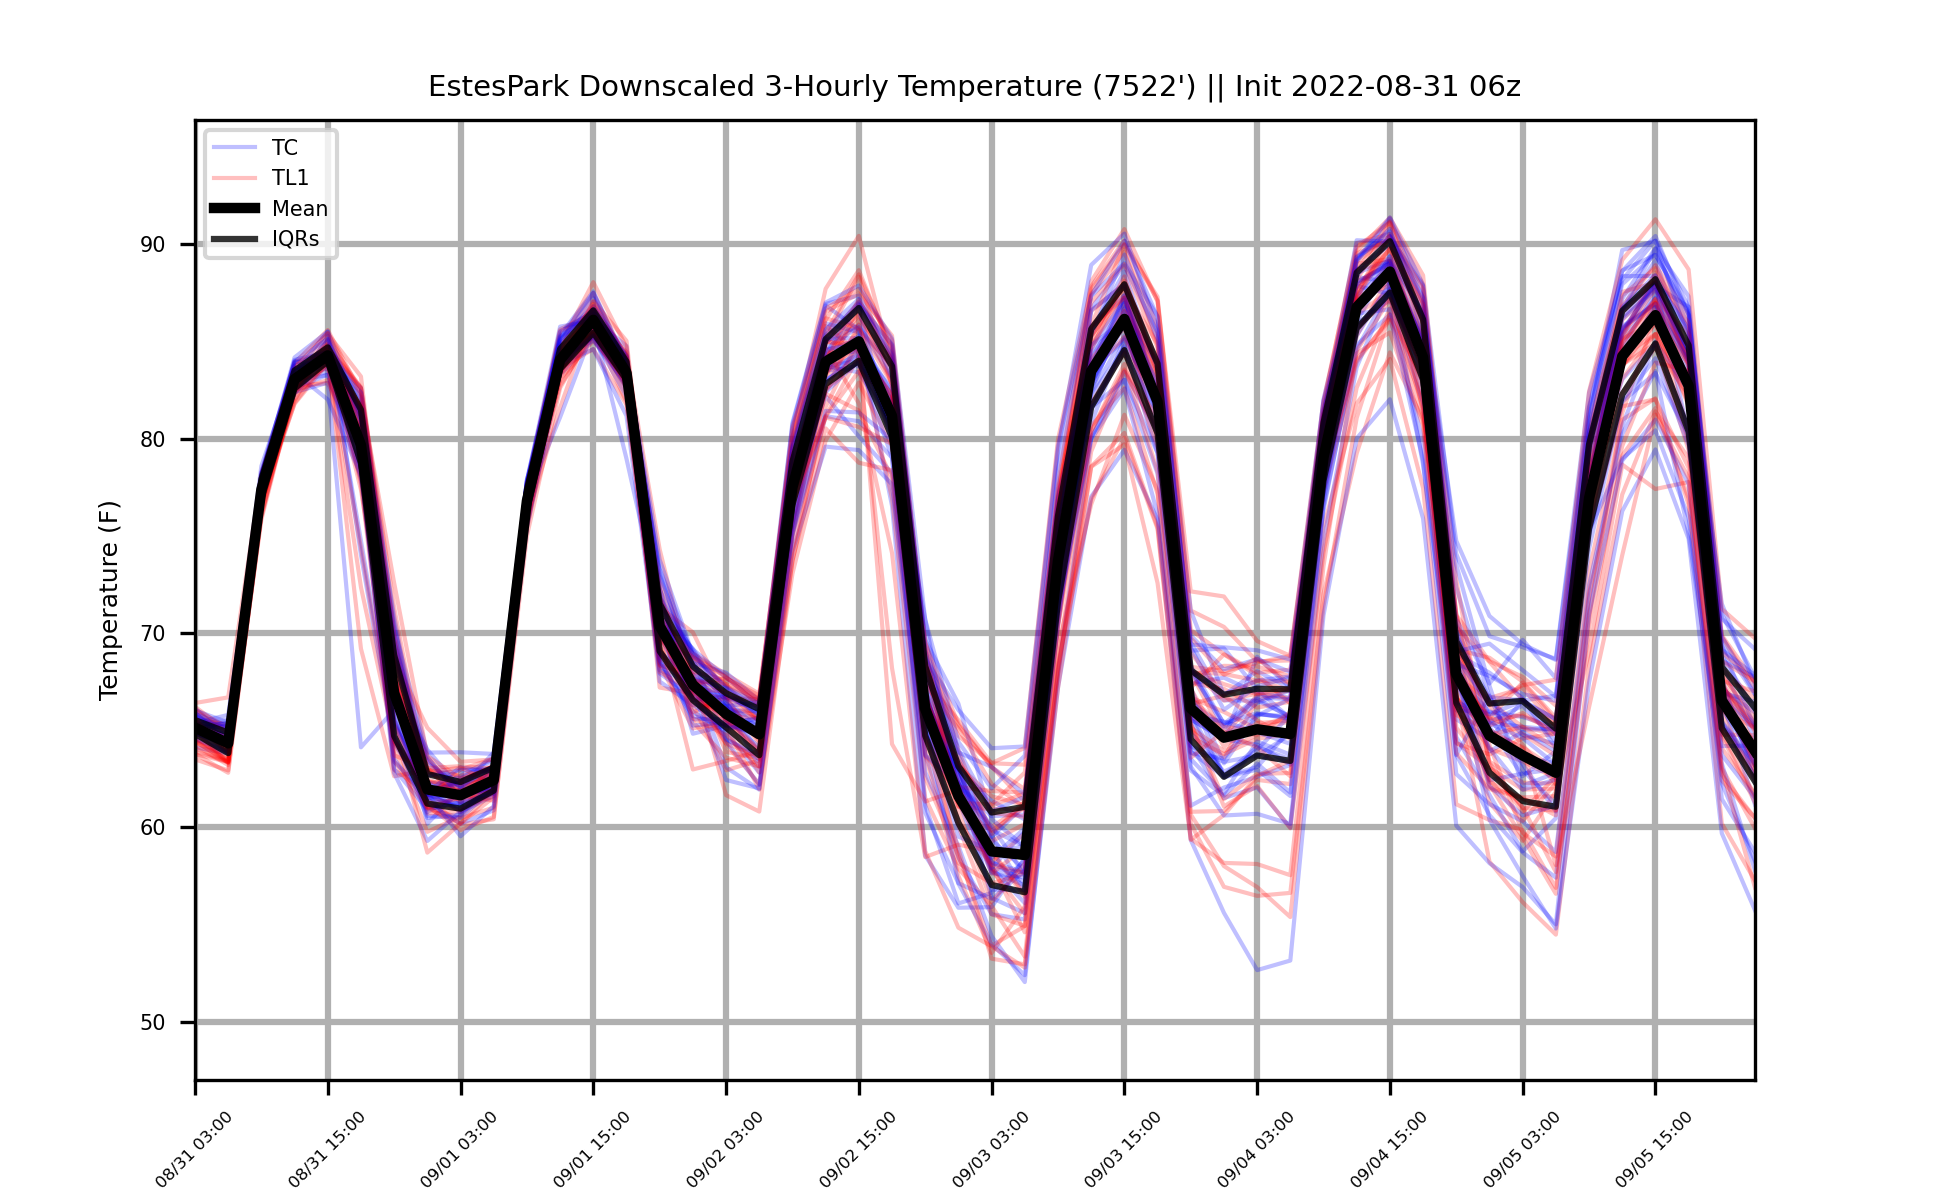 EstesPark Downscaled 3-Hourly Temperature (7522') || Init 2022-08-31 06z
TC
TL1
Mean
IQRs
Temperature (F)
90
80
70
60
50
08/31 03:00
08/31 15:00
09/01 03:00
09/01 15:00
09/02 03:00
09/02 15:00
09/03 03:00
09/03 15:00
09/04 03:00
09/04 15:00
09/05 03:00
09/05 15:00